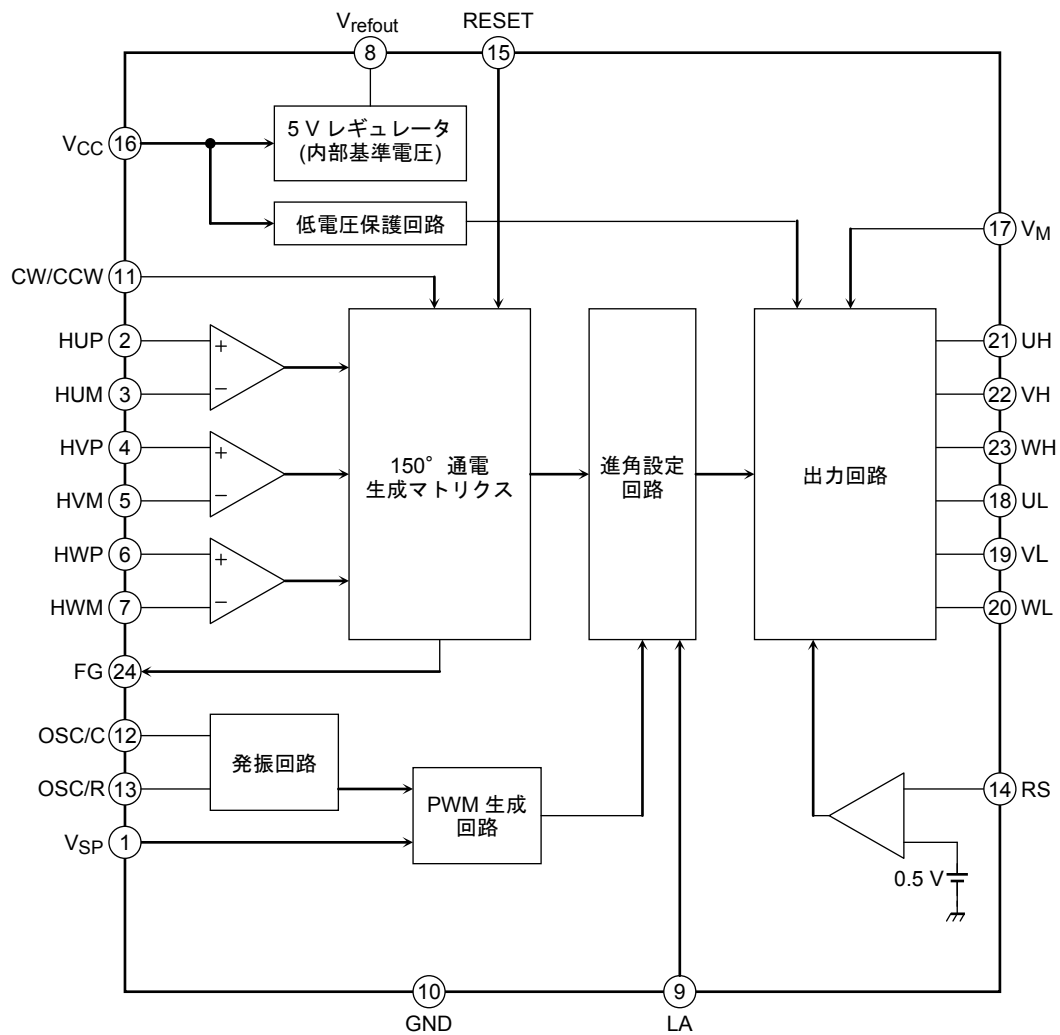 Vrefout
RESET
8
15
VCC 16
5 V レギュレータ
(内部基準電圧)
低電圧保護回路
17 VM
CW/CCW 11
HUP 2
+
HUM 3
−
HVP 4
+
HVM 5
−
HWP 6
+
HWM 7
−
150° 通電
生成マトリクス
進角設定
回路
出力回路
21 UH
22 VH
23 WH
18 UL
19 VL
20 WL
FG 24
OSC/C 12
OSC/R 13
VSP 1
発振回路
PWM 生成
回路
14 RS
0.5 V
10
GND
9
LA